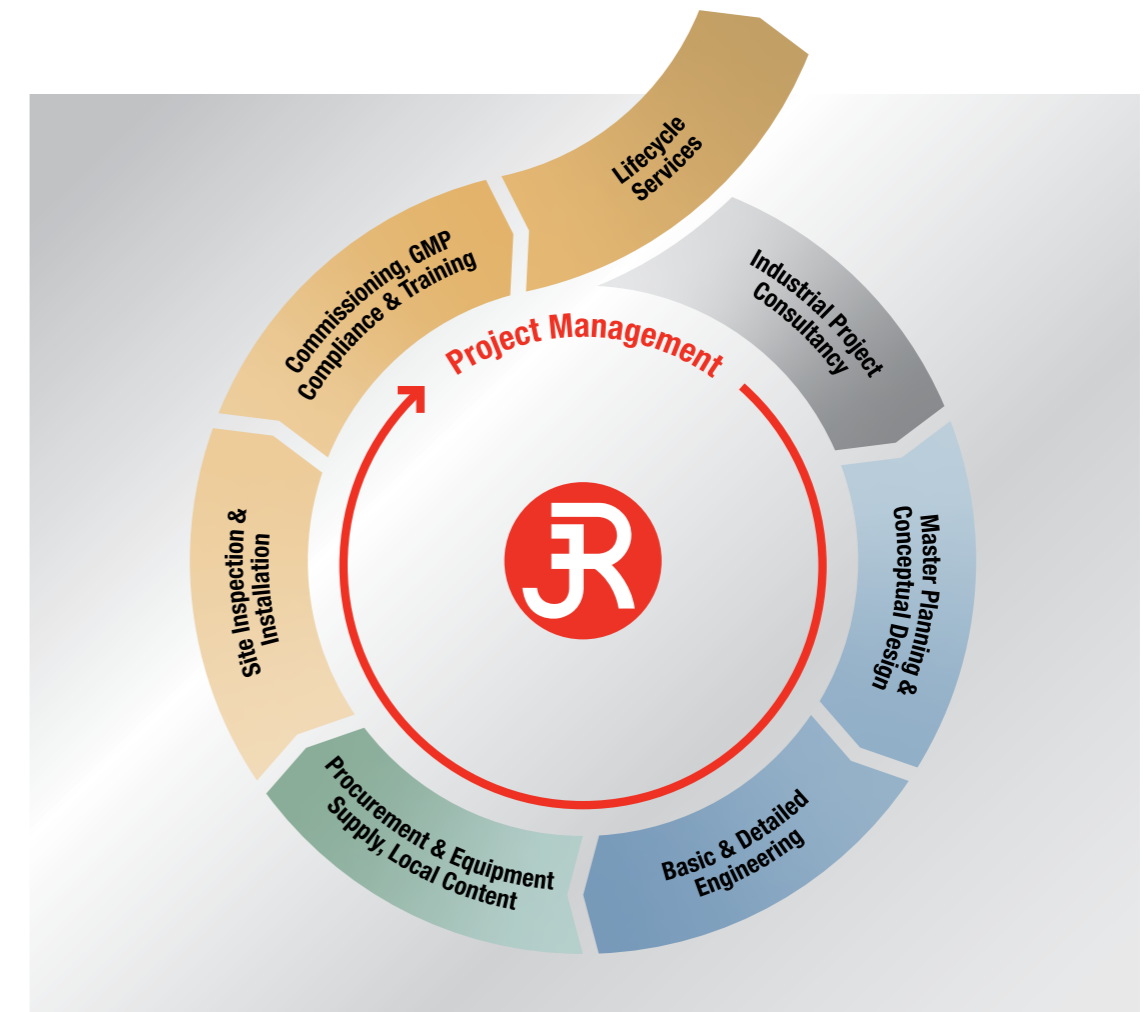 Lifecycle
Services
Industrial Project
Consultancy
Master Planning &
Conceptual Design
Basic & Detailed
Engineering
Procurement & Equipment
Supply, Local Content
Site Inspection &
Installation
Commissioning, GMP
Compliance & Training
Project Management
JR